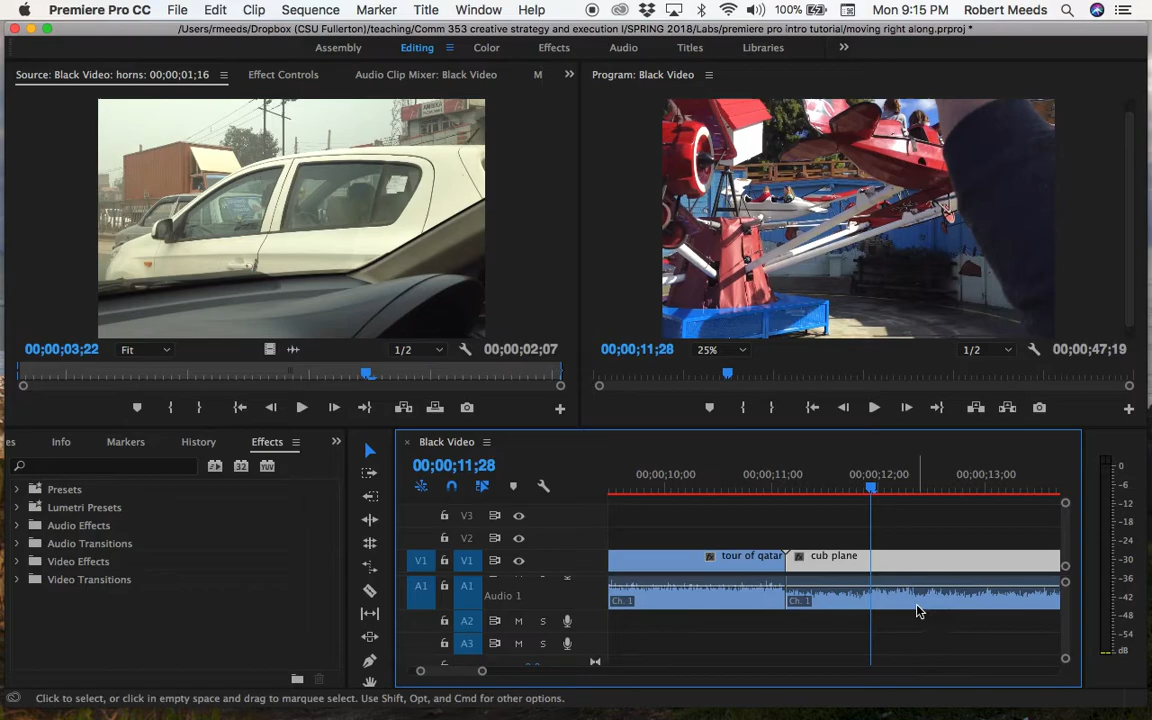 Premiere Pro CC File Edit Clip Sequence Marker Title Window Help 100% Mon 9:15 PM Robert Meeds
/Users/rmeeds/Dropbox (CSU Fullerton)/teaching/Comm 353 creative strategy and execution I/SPRING 2018/Labs/premiere pro intro tutorial/moving right along.prproj *
Assembly Editing Color Effects Audio Titles Libraries
Source: Black Video: horns: 00;00;01;16 Effect Controls Audio Clip Mixer: Black Video M Program: Black Video
00;00;03;22 Fit 1/2 00;00;02;07 00;00;11;28 25% 1/2 00;00;47;19
es Info Markers History Effects
Black Video
00;00;11;28
00;00;10;00 00;00;11;00 00;00;12;00 00;00;13;00
32 YUV
Presets
Lumetri Presets
Audio Effects
Audio Transitions
Video Effects
Video Transitions
V3
V2
V1 V1 tour of qatar cub plane
A1 A1 Audio 1 Ch. 1 Ch. 1
A2 M S
A3 M S
0
-6
-12
-18
-24
-30
-36
-42
-48
-54
dB
Click to select, or click in empty space and drag to marquee select. Use Shift, Opt, and Cmd for other options.